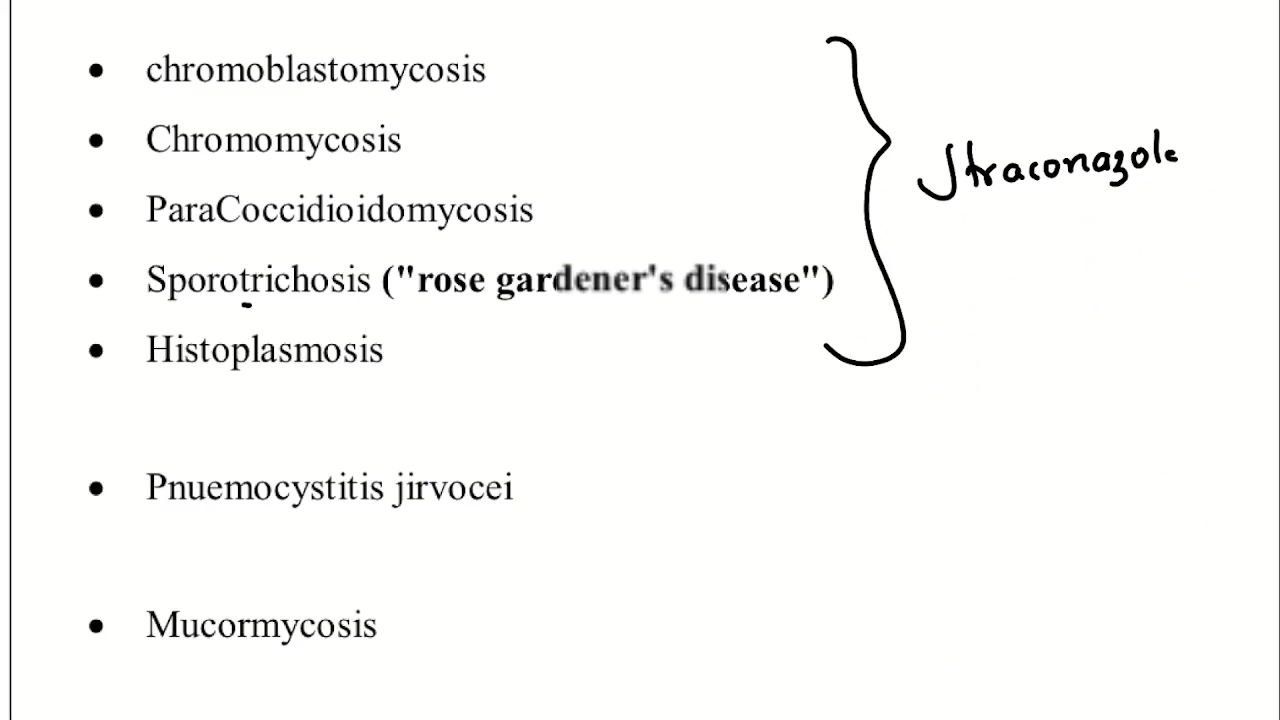 • chromoblastomycosis
• Chromomycosis
Itraconazole
• ParaCoccidioidomycosis
• Sporotrichosis ("rose gardener's disease")
• Histoplasmosis
• Pnuemocystitis jirvocei
• Mucormycosis